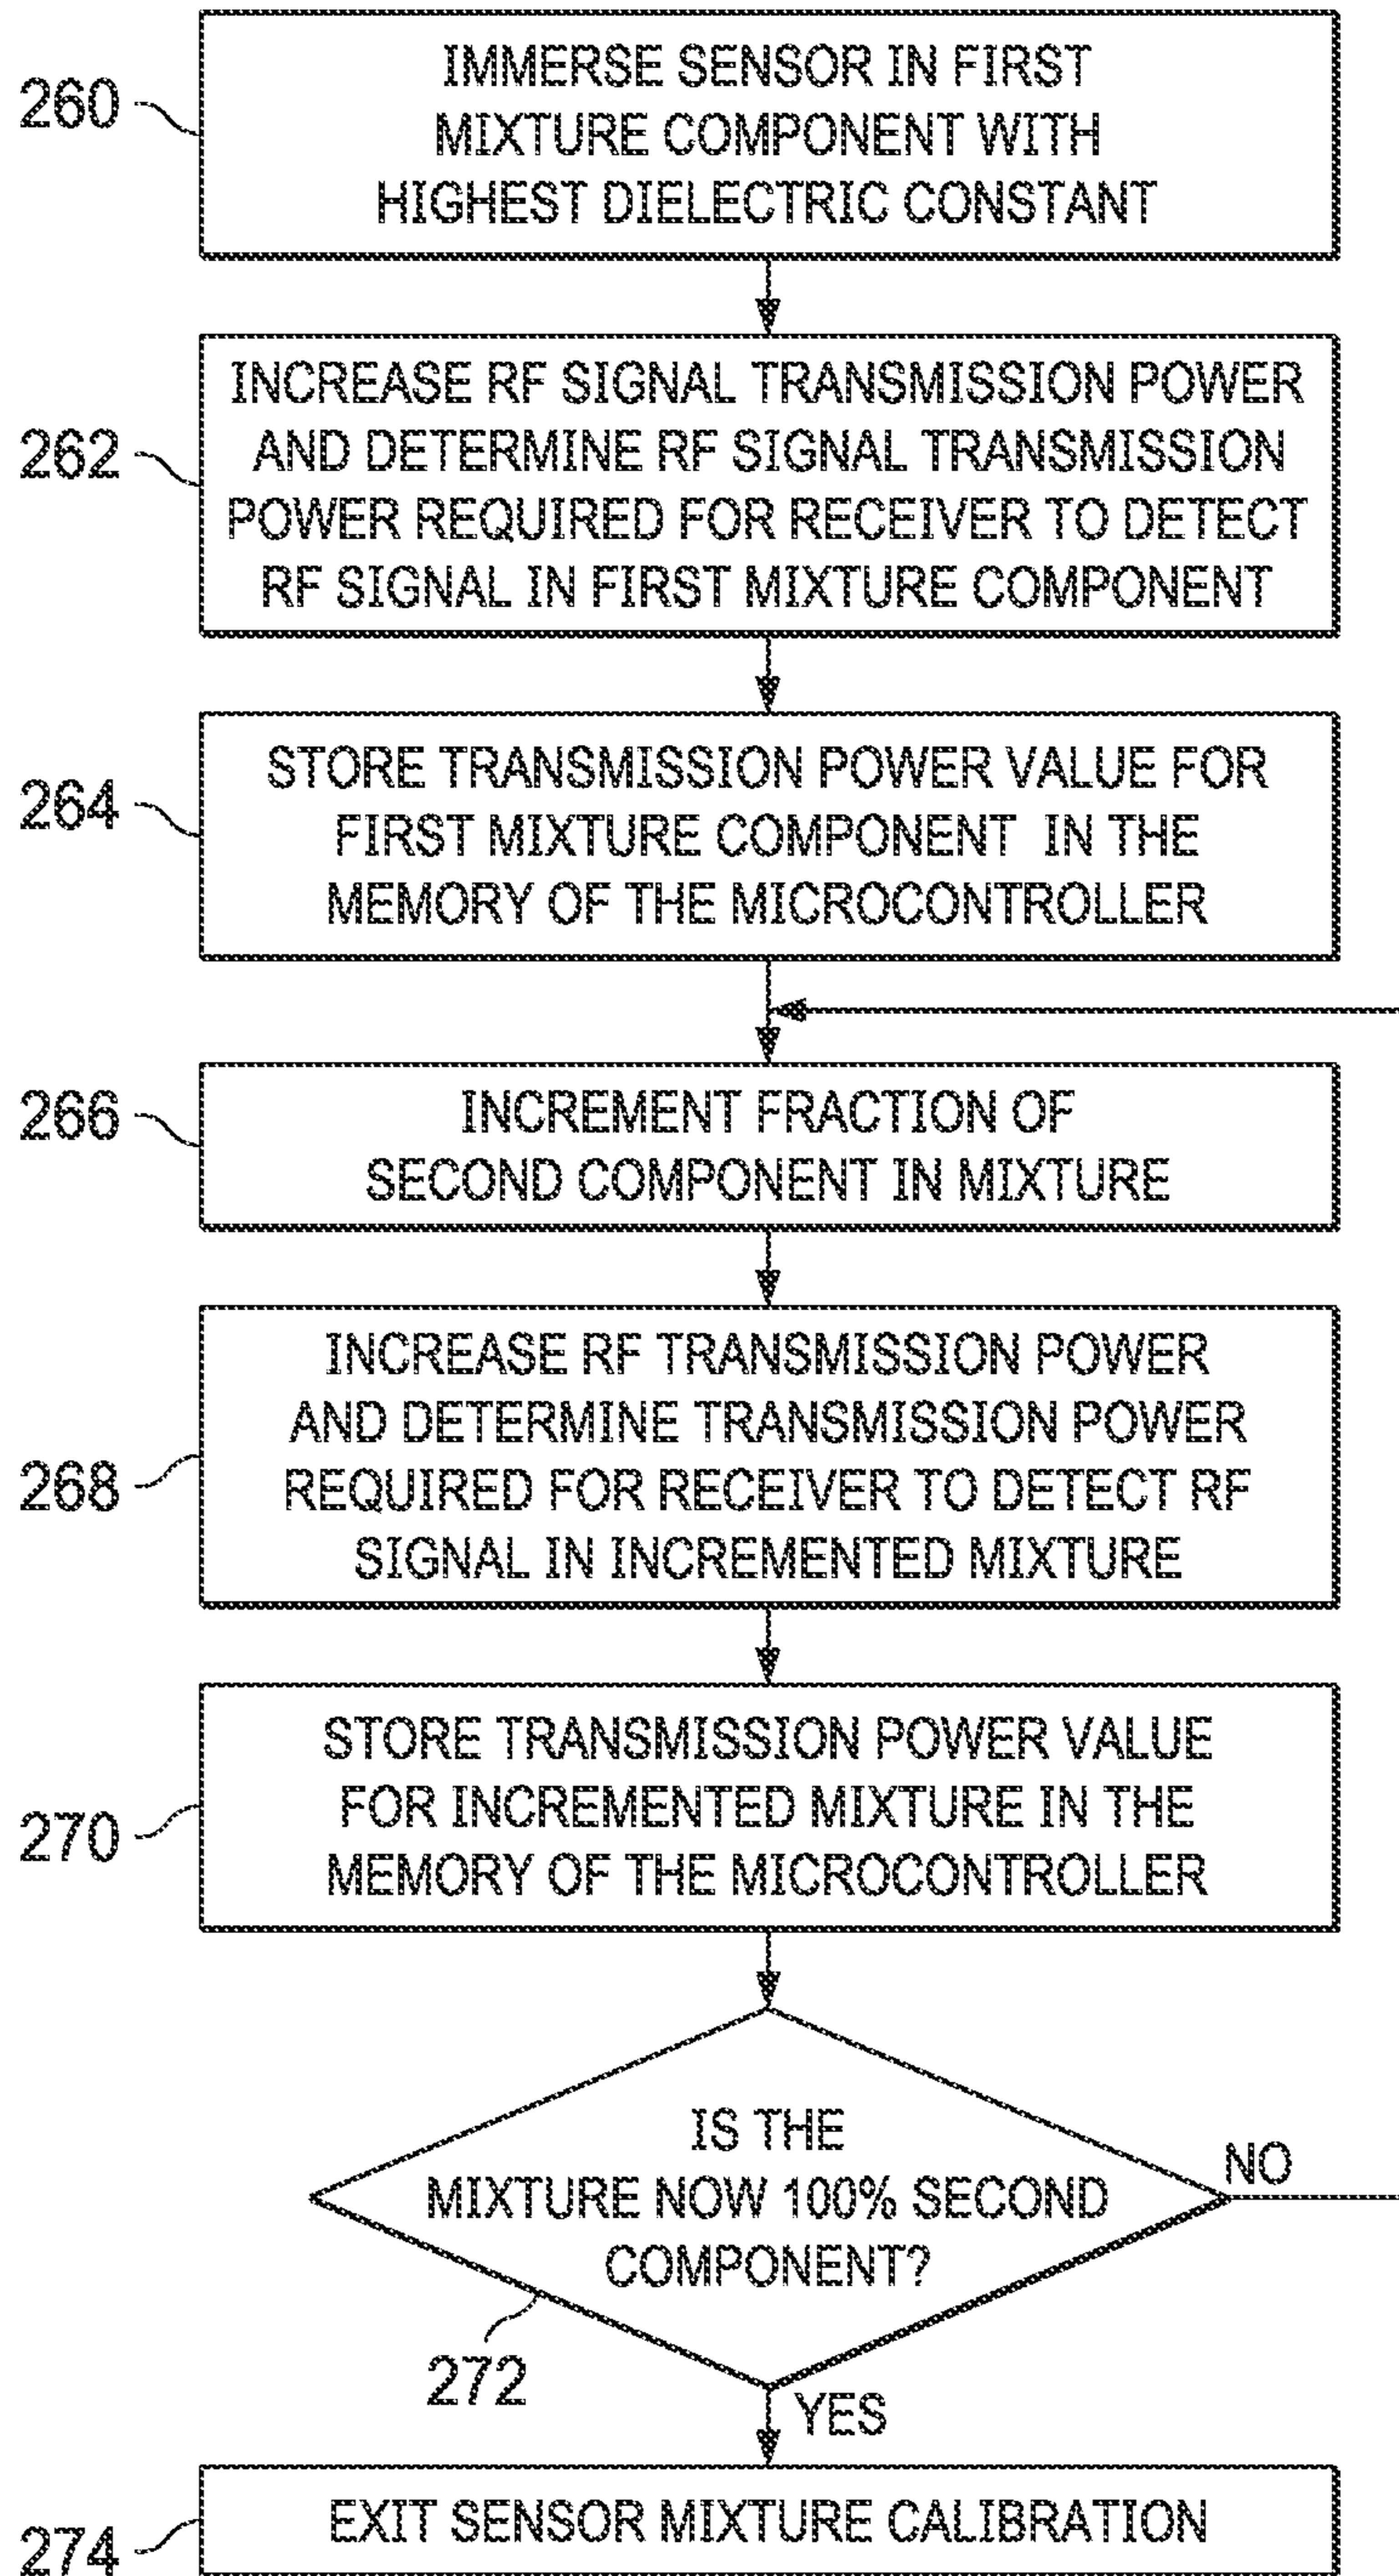 260
IMMERSE SENSOR IN FIRST
MIXTURE COMPONENT WITH
HIGHEST DIELECTRIC CONSTANT
262
INCREASE RF SIGNAL TRANSMISSION POWER
AND DETERMINE RF SIGNAL TRANSMISSION
POWER REQUIRED FOR RECEIVER TO DETECT
RF SIGNAL IN FIRST MIXTURE COMPONENT
264
STORE TRANSMISSION POWER VALUE FOR
FIRST MIXTURE COMPONENT IN THE
MEMORY OF THE MICROCONTROLLER
266
INCREMENT FRACTION OF
SECOND COMPONENT IN MIXTURE
268
INCREASE RF TRANSMISSION POWER
AND DETERMINE TRANSMISSION POWER
REQUIRED FOR RECEIVER TO DETECT RF
SIGNAL IN INCREMENTED MIXTURE
270
STORE TRANSMISSION POWER VALUE
FOR INCREMENTED MIXTURE IN THE
MEMORY OF THE MICROCONTROLLER
IS THE
MIXTURE NOW 100% SECOND
COMPONENT?
NO
272
YES
274
EXIT SENSOR MIXTURE CALIBRATION